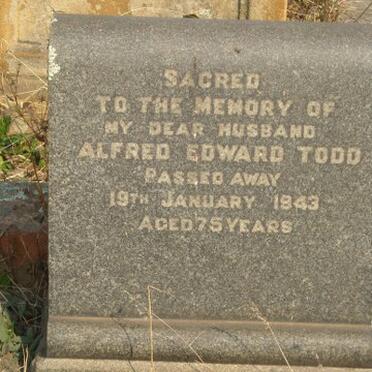 SACRED
TO THE MEMORY OF
MY DEAR HUSBAND
ALFRED EDWARD TODD
PASSED AWAY
19TH JANUARY 1943
AGED 75 YEARS